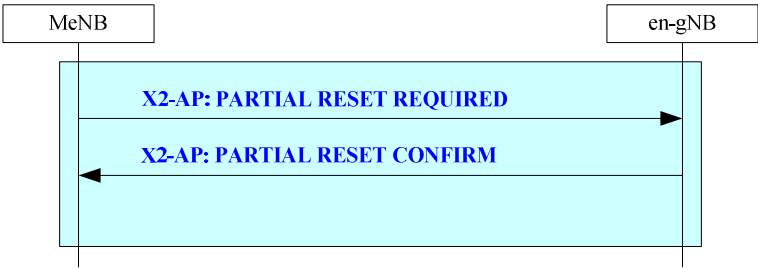 MeNB
en-gNB
X2-AP: PARTIAL RESET REQUIRED
X2-AP: PARTIAL RESET CONFIRM